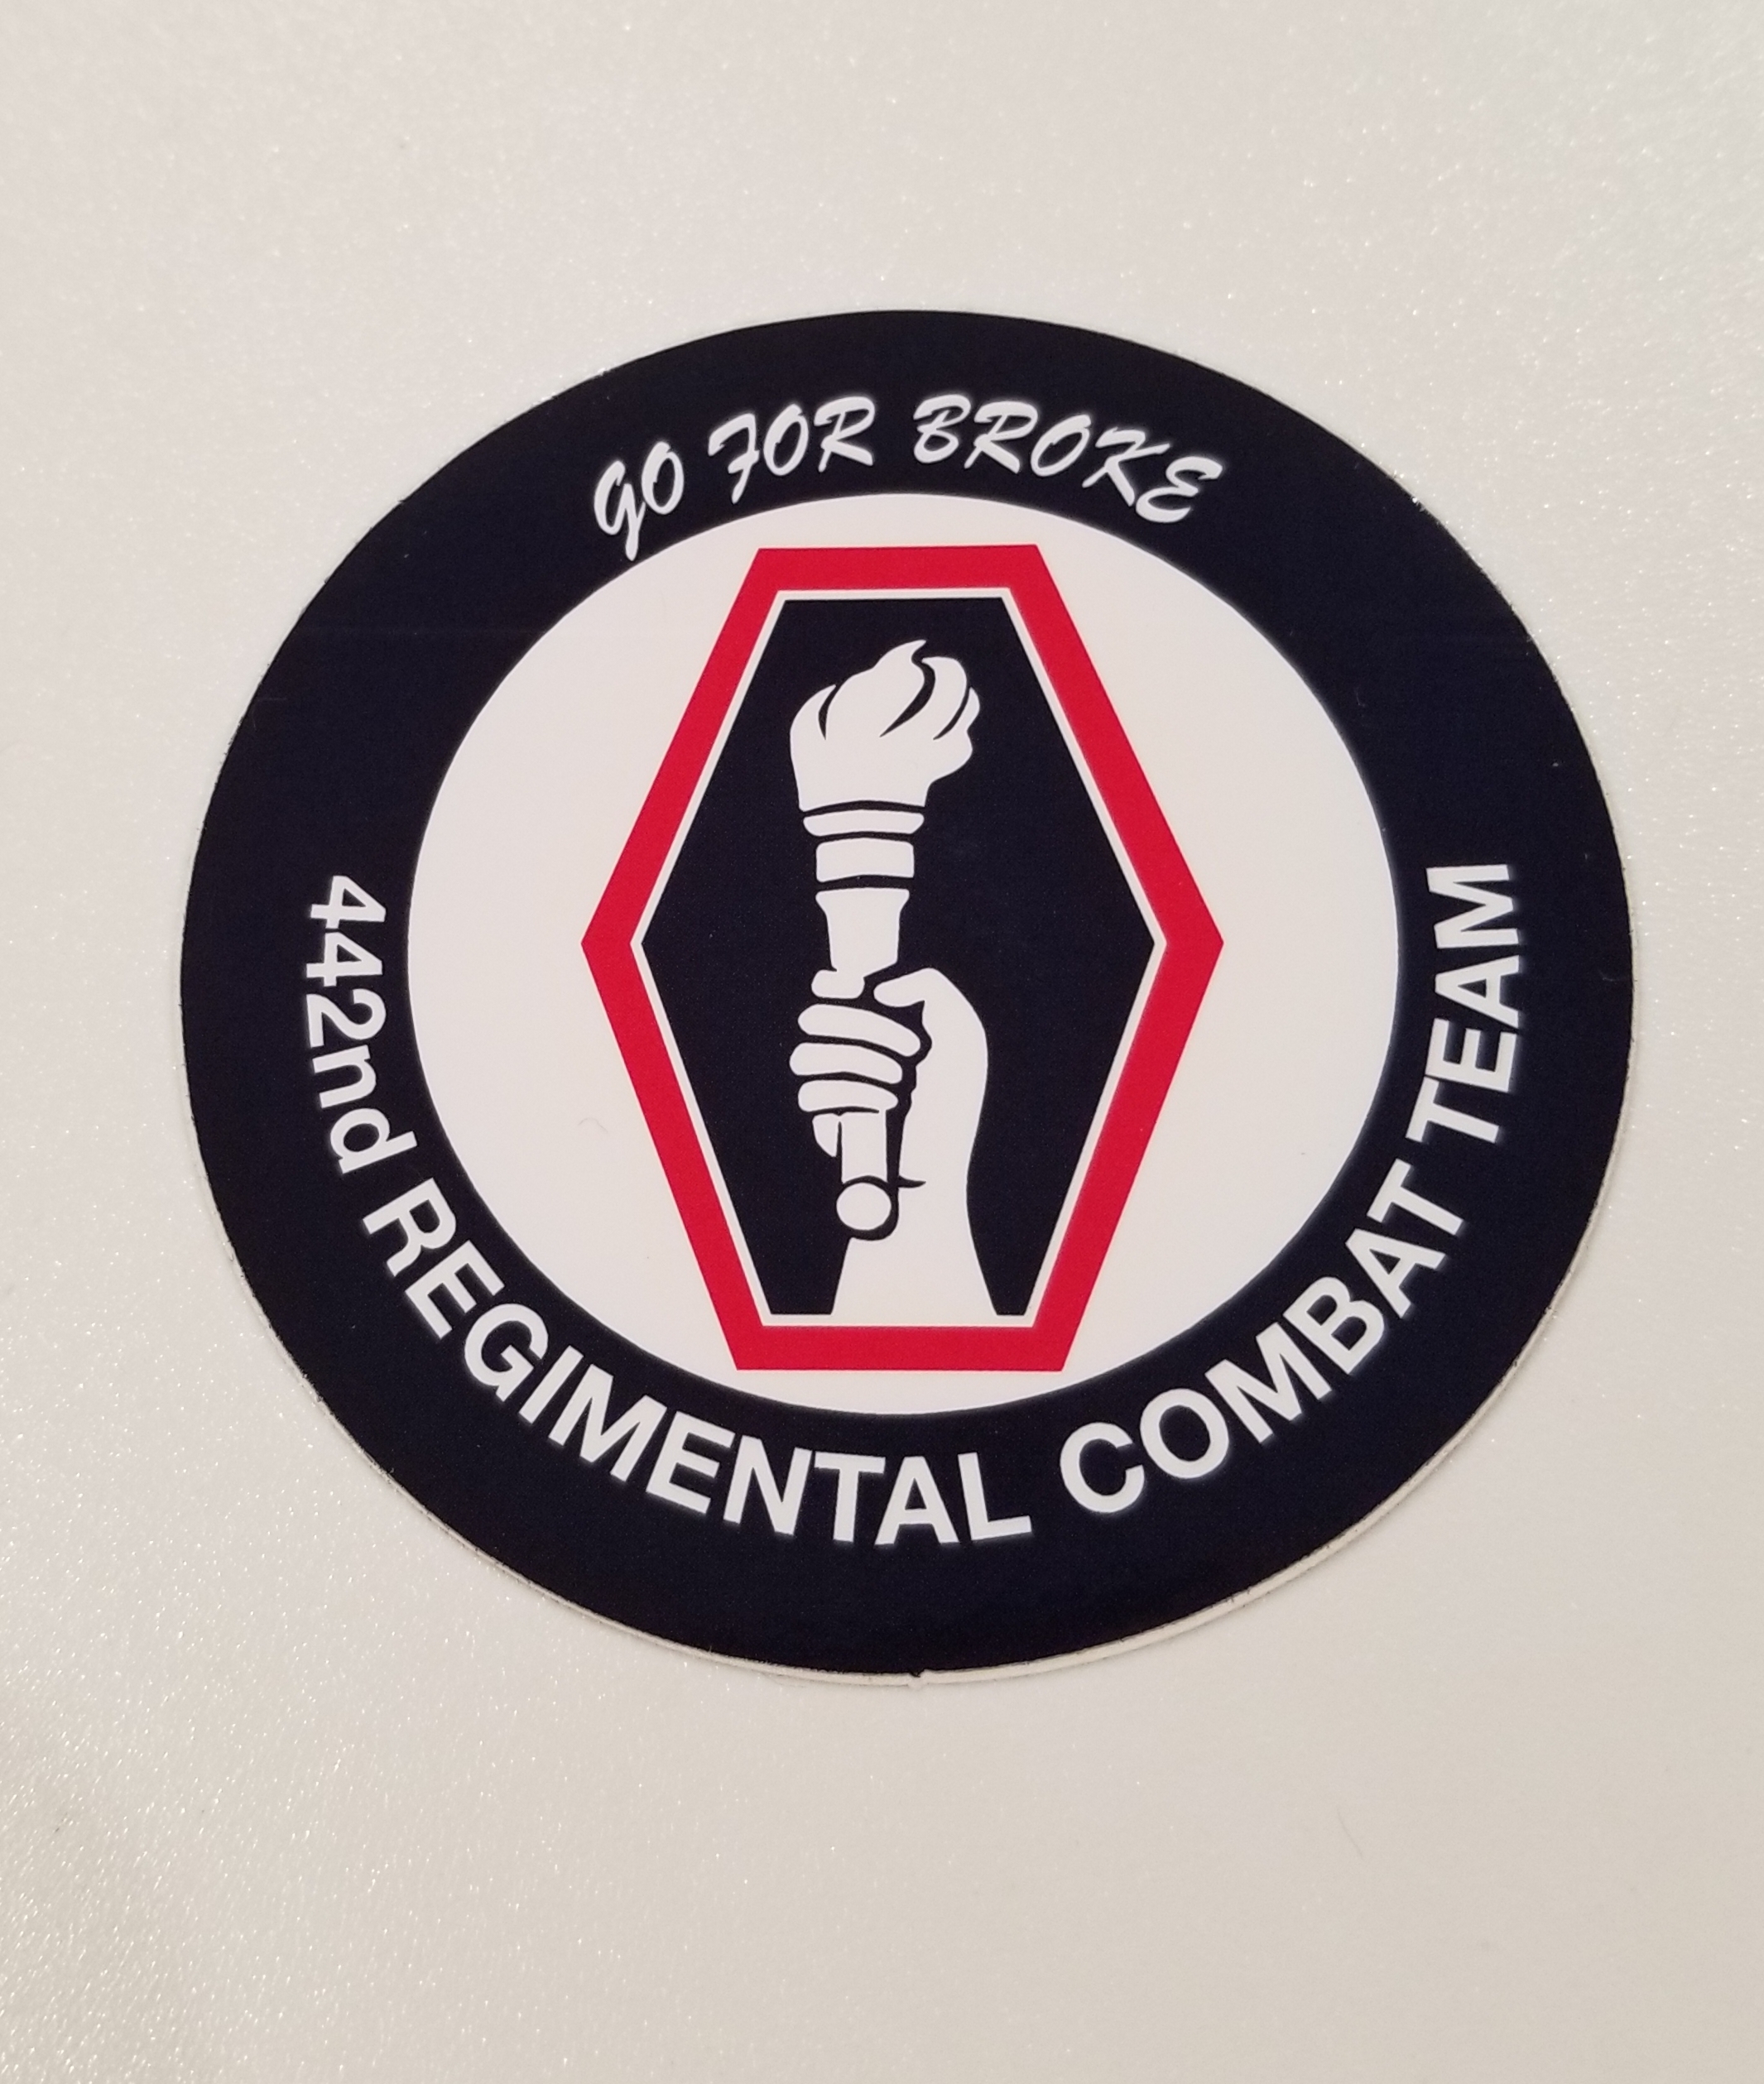 GO FOR BROKE
442nd REGIMENTAL COMBAT TEAM